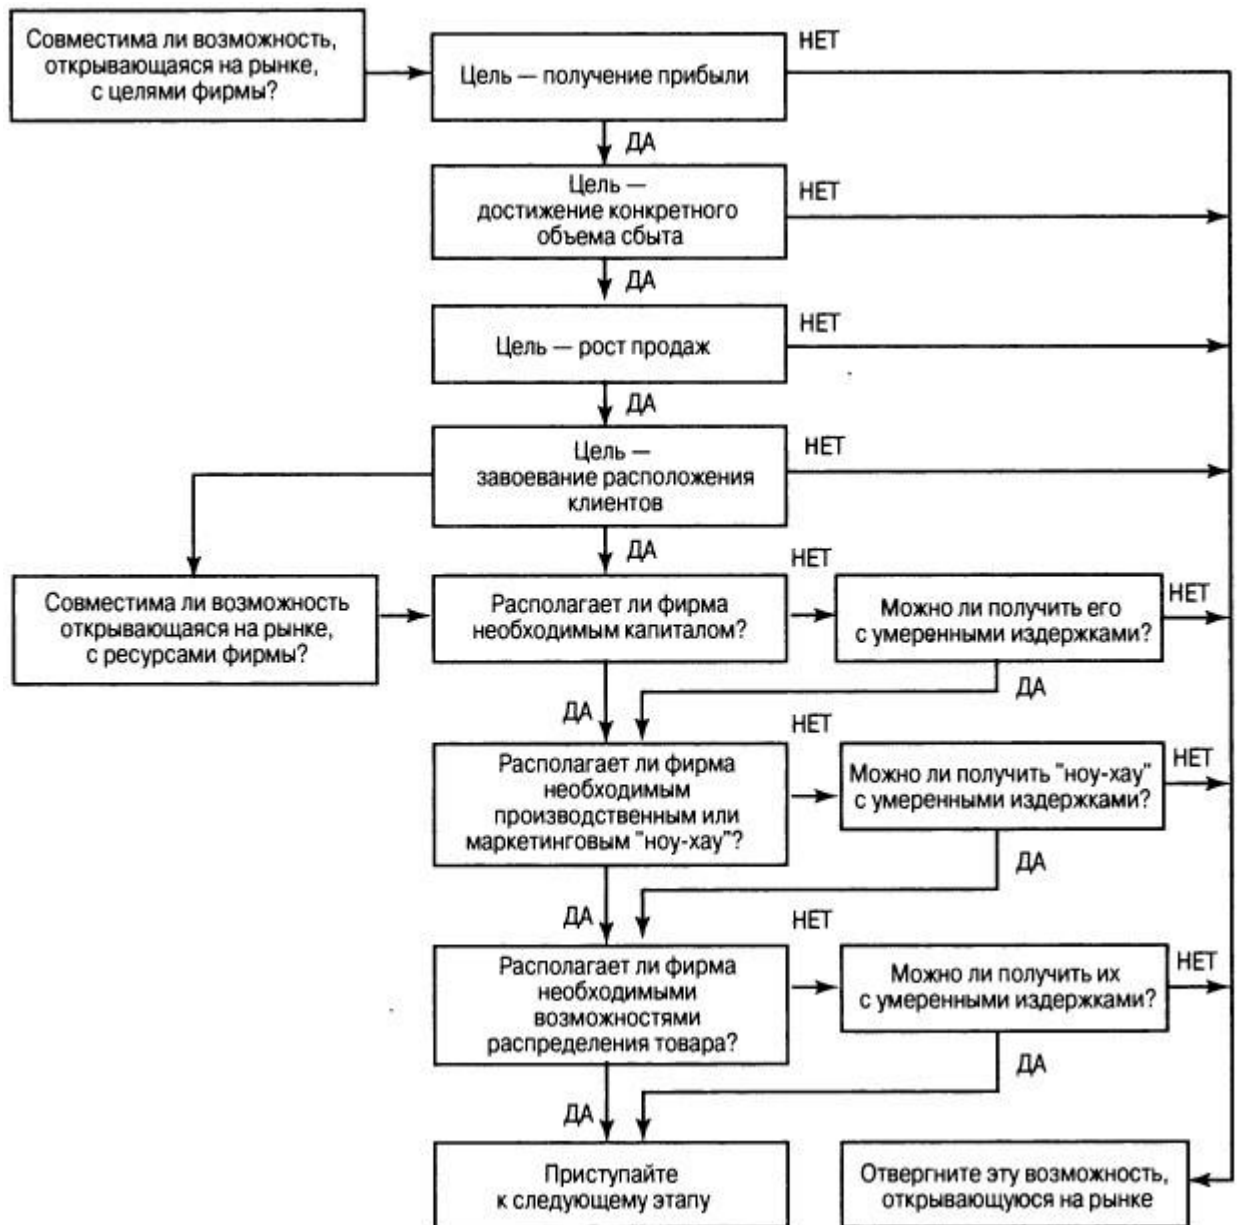 Совместима ли возможность,
открывающаяся на рынке,
с целями фирмы?
Цель — получение прибыли
НЕТ
ДА
Цель —
достижение конкретного
объема сбыта
НЕТ
ДА
Цель — рост продаж
НЕТ
ДА
Цель —
завоевание расположения
клиентов
НЕТ
ДА
Совместима ли возможность
открывающаяся на рынке,
с ресурсами фирмы?
Располагает ли фирма
необходимым капиталом?
НЕТ
Можно ли получить его
с умеренными издержками?
НЕТ
ДА
ДА
Располагает ли фирма
необходимым
производственным или
маркетинговым "ноу-хау"?
НЕТ
Можно ли получить "ноу-хау"
с умеренными издержками?
НЕТ
ДА
ДА
Располагает ли фирма
необходимыми
возможностями
распределения товара?
НЕТ
Можно ли получить их
с умеренными издержками?
НЕТ
ДА
ДА
Приступайте
к следующему этапу
Отвергните эту возможность,
открывающуюся на рынке